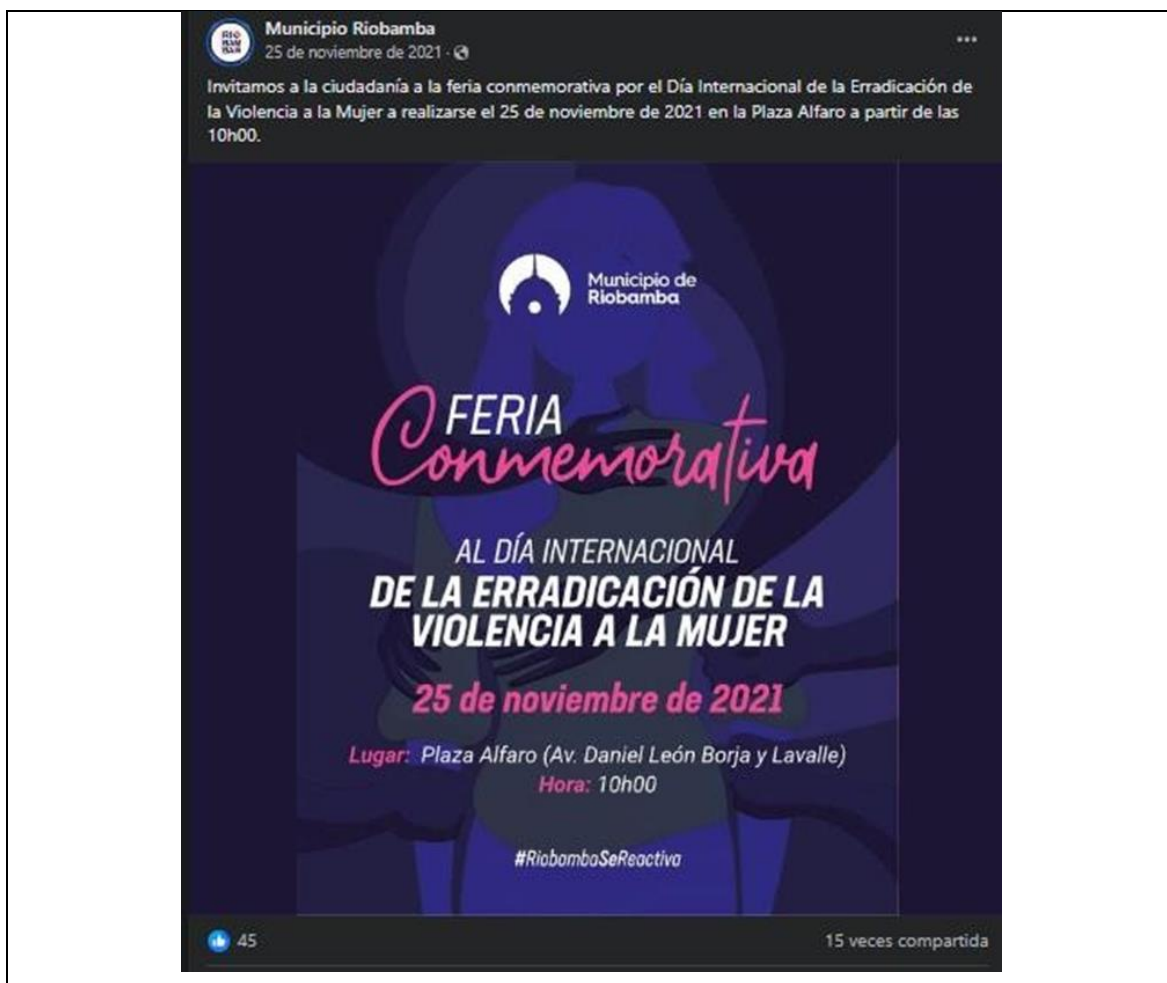 Municipio Riobamba
25 de noviembre de 2021 ·
Invitamos a la ciudadanía a la feria conmemorativa por el Día Internacional de la Erradicación de
la Violencia a la Mujer a realizarse el 25 de noviembre de 2021 en la Plaza Alfaro a partir de las
10h00.
Municipio de
Riobamba
FERIA
Conmemorativa
AL DÍA INTERNACIONAL
DE LA ERRADICACIÓN DE LA
VIOLENCIA A LA MUJER
25 de noviembre de 2021
Lugar: Plaza Alfaro (Av. Daniel León Borja y Lavalle)
Hora: 10h00
#RiobambaSeReactiva
45
15 veces compartida